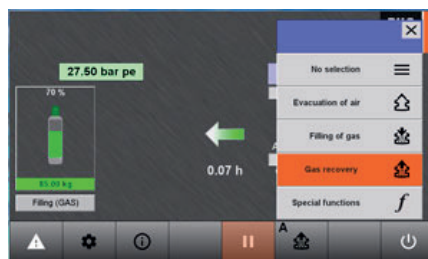 27.50 bar pe
70 %
85.00 kg
Filing (GAS)
0.07 h
No selection
Evacuation of air
Filling of gas
Gas recovery
Special functions
f
A